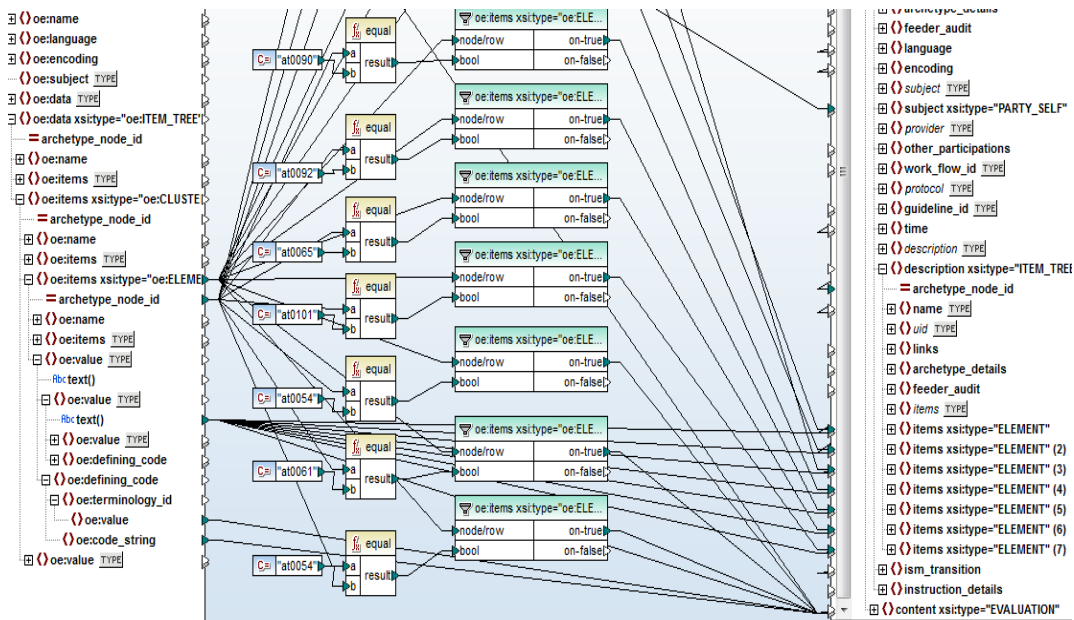 oe:name
oe:language
oe:encoding
oe:subject TYPE
oe:data TYPE
oe:data xsi:type="oe:ITEM_TREE"
archetype_node_id
oe:name
oe:items TYPE
oe:items xsi:type="oe:CLUSTE
archetype_node_id
oe:name
oe:items TYPE
oe:items xsi:type="oe:ELEME
archetype_node_id
oe:name
oe:items TYPE
oe:value TYPE
Abc text()
oe:value TYPE
Abc text()
oe:value TYPE
oe:defining_code
oe:defining_code
oe:terminology_id
oe:value
oe:code_string
oe:value TYPE
equal
C= "at0090"
a
b
result
equal
C= "at0092"
a
b
result
equal
C= "at0065"
a
b
result
equal
C= "at0101"
a
b
result
equal
C= "at0054"
a
b
result
equal
C= "at0061"
a
b
result
equal
C= "at0054"
a
b
result
oe:items xsi:type="oe:ELE...
node/row on-true
bool on-false
oe:items xsi:type="oe:ELE...
node/row on-true
bool on-false
oe:items xsi:type="oe:ELE...
node/row on-true
bool on-false
oe:items xsi:type="oe:ELE...
node/row on-true
bool on-false
oe:items xsi:type="oe:ELE...
node/row on-true
bool on-false
oe:items xsi:type="oe:ELE...
node/row on-true
bool on-false
oe:items xsi:type="oe:ELE...
node/row on-true
bool on-false
archetype_details
feeder_audit
language
encoding
subject TYPE
subject xsi:type="PARTY_SELF"
provider TYPE
other_participations
work_flow_id TYPE
protocol TYPE
guideline_id TYPE
time
description TYPE
description xsi:type="ITEM_TREE
archetype_node_id
name TYPE
uid TYPE
links
archetype_details
feeder_audit
items TYPE
items xsi:type="ELEMENT"
items xsi:type="ELEMENT" (2)
items xsi:type="ELEMENT" (3)
items xsi:type="ELEMENT" (4)
items xsi:type="ELEMENT" (5)
items xsi:type="ELEMENT" (6)
items xsi:type="ELEMENT" (7)
ism_transition
instruction_details
content xsi:type="EVALUATION"